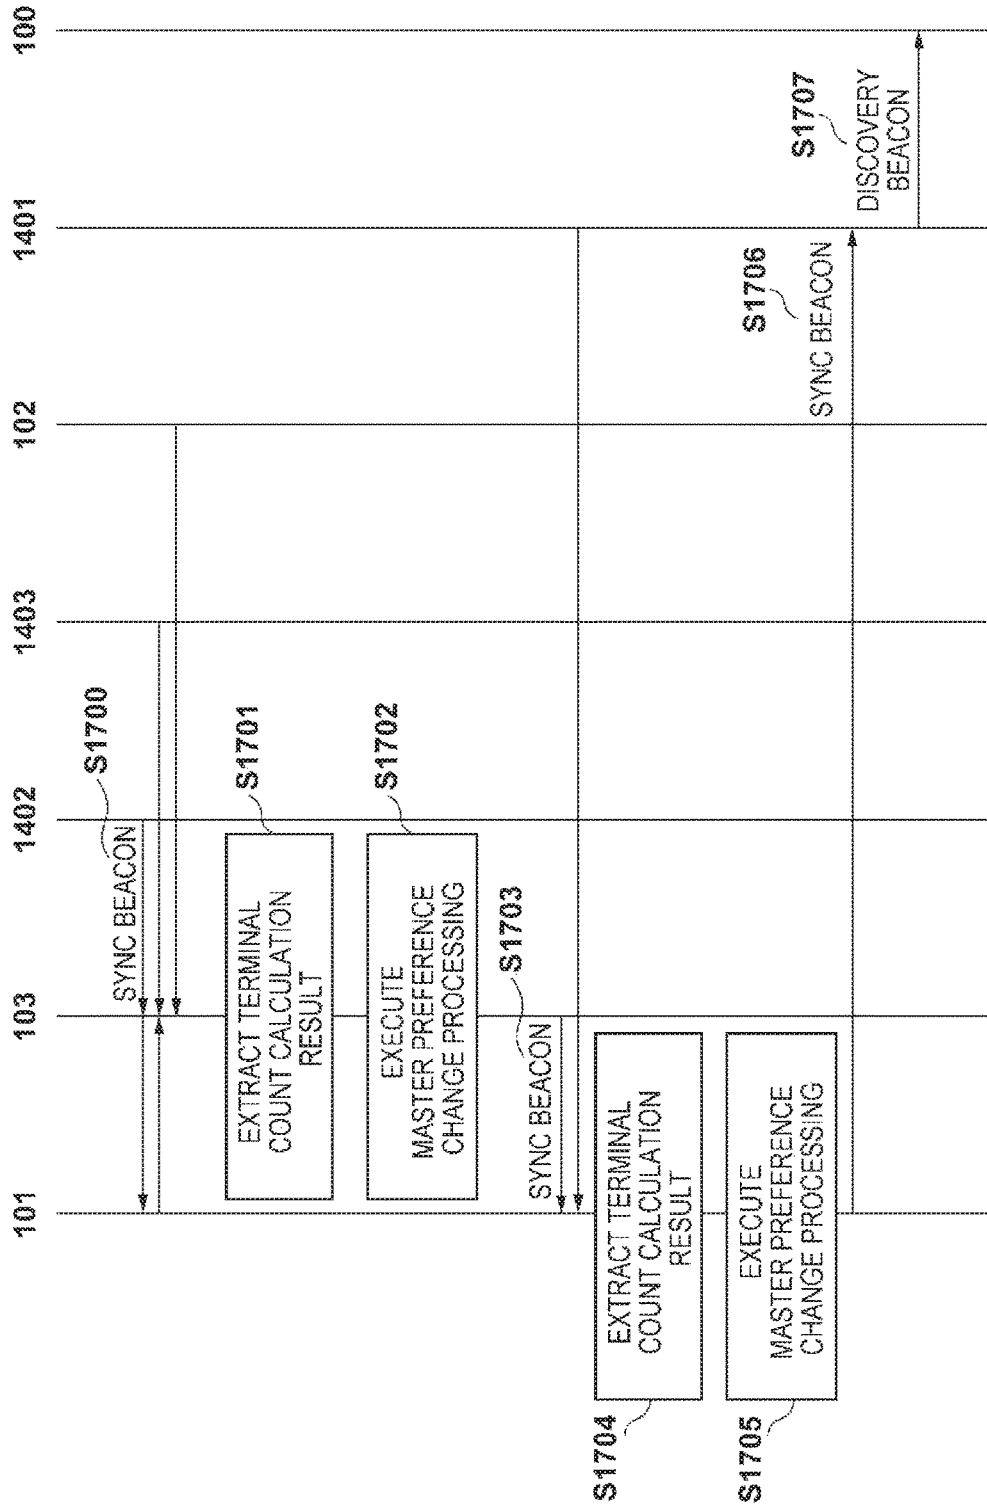 101
103
1402
1403
102
1401
100
SYNC BEACON
S1700
EXTRACT TERMINAL
COUNT CALCULATION
RESULT
S1701
EXECUTE
MASTER PREFERENCE
CHANGE PROCESSING
S1702
SYNC BEACON
S1703
S1704
EXTRACT TERMINAL
COUNT CALCULATION
RESULT
S1705
EXECUTE
MASTER PREFERENCE
CHANGE PROCESSING
S1706
SYNC BEACON
S1707
DISCOVERY
BEACON